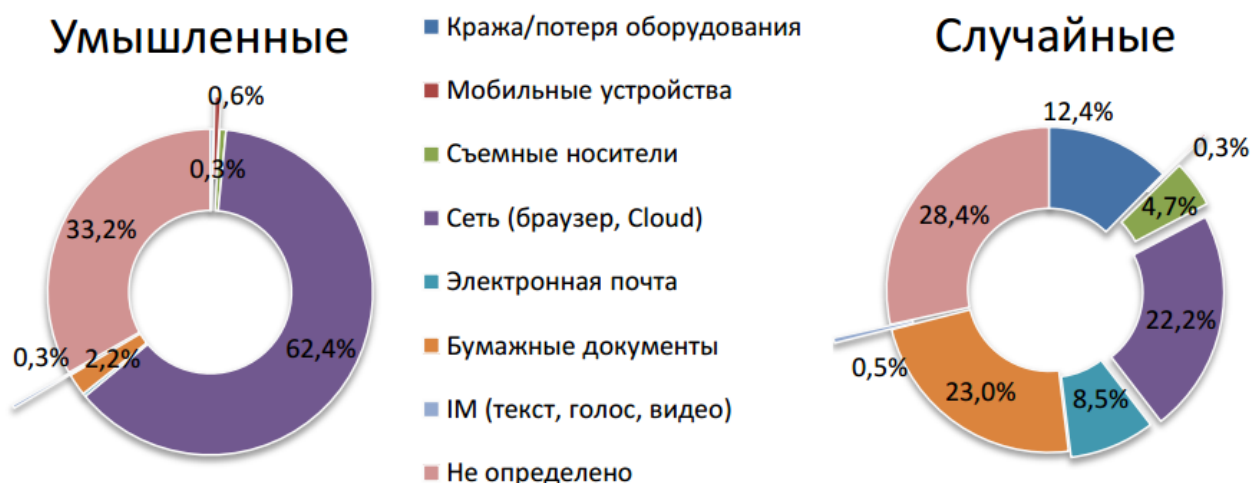 Умышленные
0,6%
0,3%
33,2%
0,3%
2,2%
62,4%
Кража/потеря оборудования
Мобильные устройства
Съемные носители
Сеть (браузер, Cloud)
Электронная почта
Бумажные документы
IM (текст, голос, видео)
Не определено
Случайные
12,4%
0,3%
4,7%
28,4%
22,2%
0,5%
23,0%
8,5%